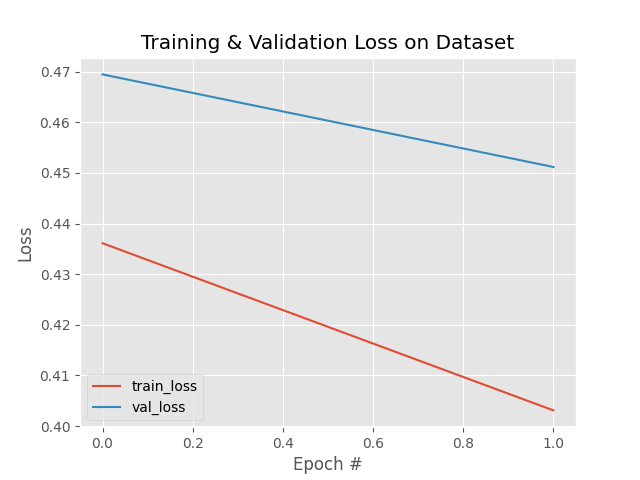 Training & Validation Loss on Dataset
0.47
0.46
0.45
0.44
0.43
0.42
0.41
0.40
Loss
train_loss
val_loss
0.0 0.2 0.4 0.6 0.8 1.0
Epoch #